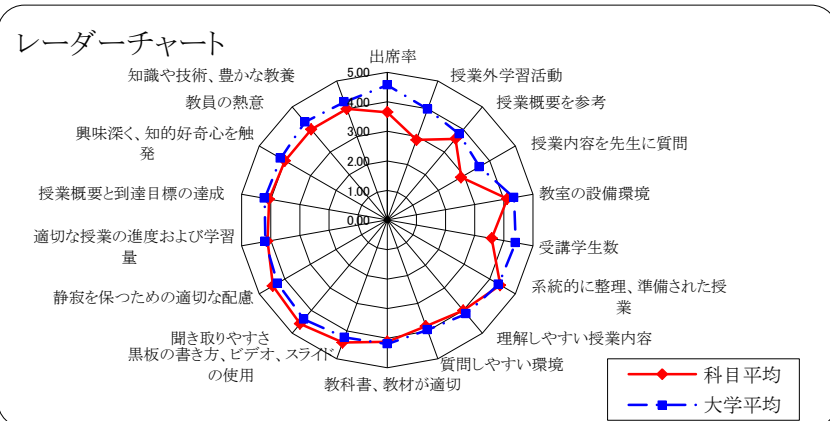 レーダーチャート
出席率
授業外学習活動
授業概要を参考
授業内容を先生に質問
教室の設備環境
受講学生数
系統的に整理、準備された授
業
理解しやすい授業内容
質問しやすい環境
教科書、教材が適切
黒板の書き方、ビデオ、スライド
の使用
聞き取りやすさ
静寂を保つための適切な配慮
適切な授業の進度および学習
量
授業概要と到達目標の達成
興味深く、知的好奇心を触
発
教員の熱意
知識や技術、豊かな教養
5.00
4.00
3.00
2.00
1.00
0.00
科目平均
大学平均